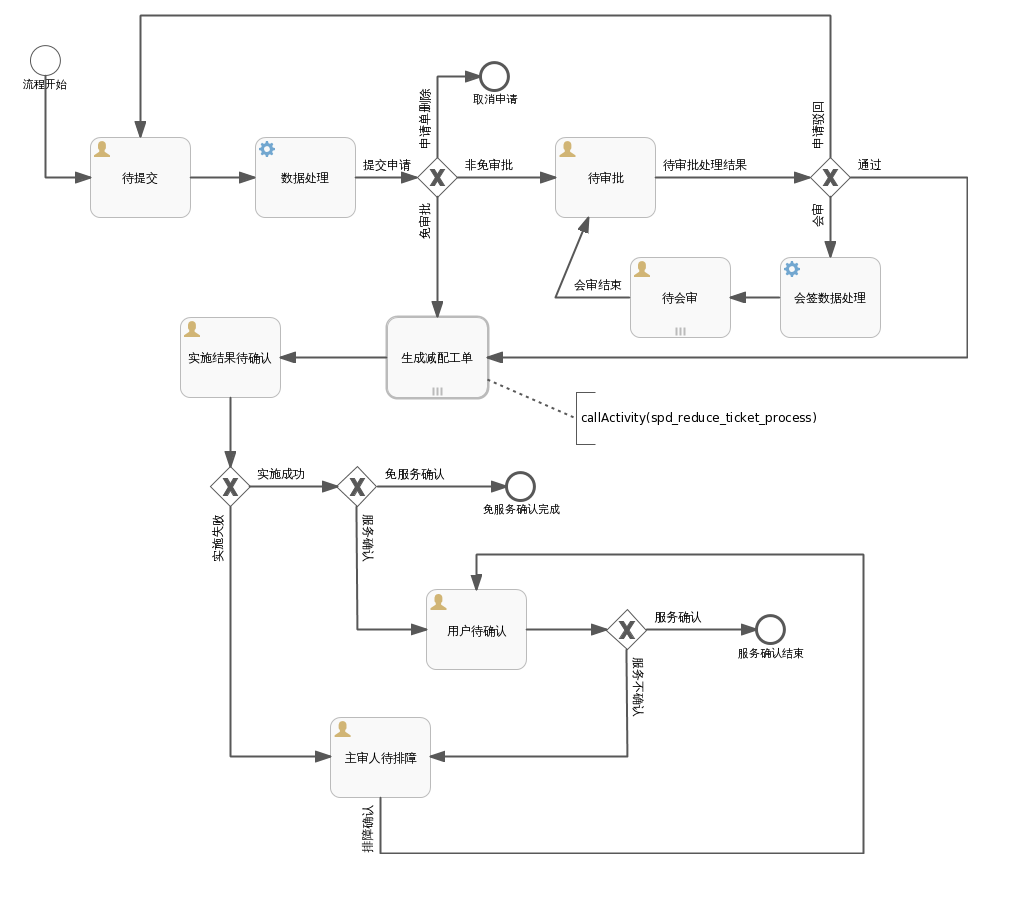 流程开始
取消申请
申请单删除
申请驳回
待提交
数据处理
提交申请
非免审批
待审批
待审批处理结果
通过
免审批
会审
会审结束
待会审
会签数据处理
实施结果待确认
生成减配工单
callActivity(spd_reduce_ticket_process)
实施成功
免服务确认
免服务确认完成
实施失败
服务确认
用户待确认
服务确认
服务确认结束
服务不确认
主审人待排障
排障确认